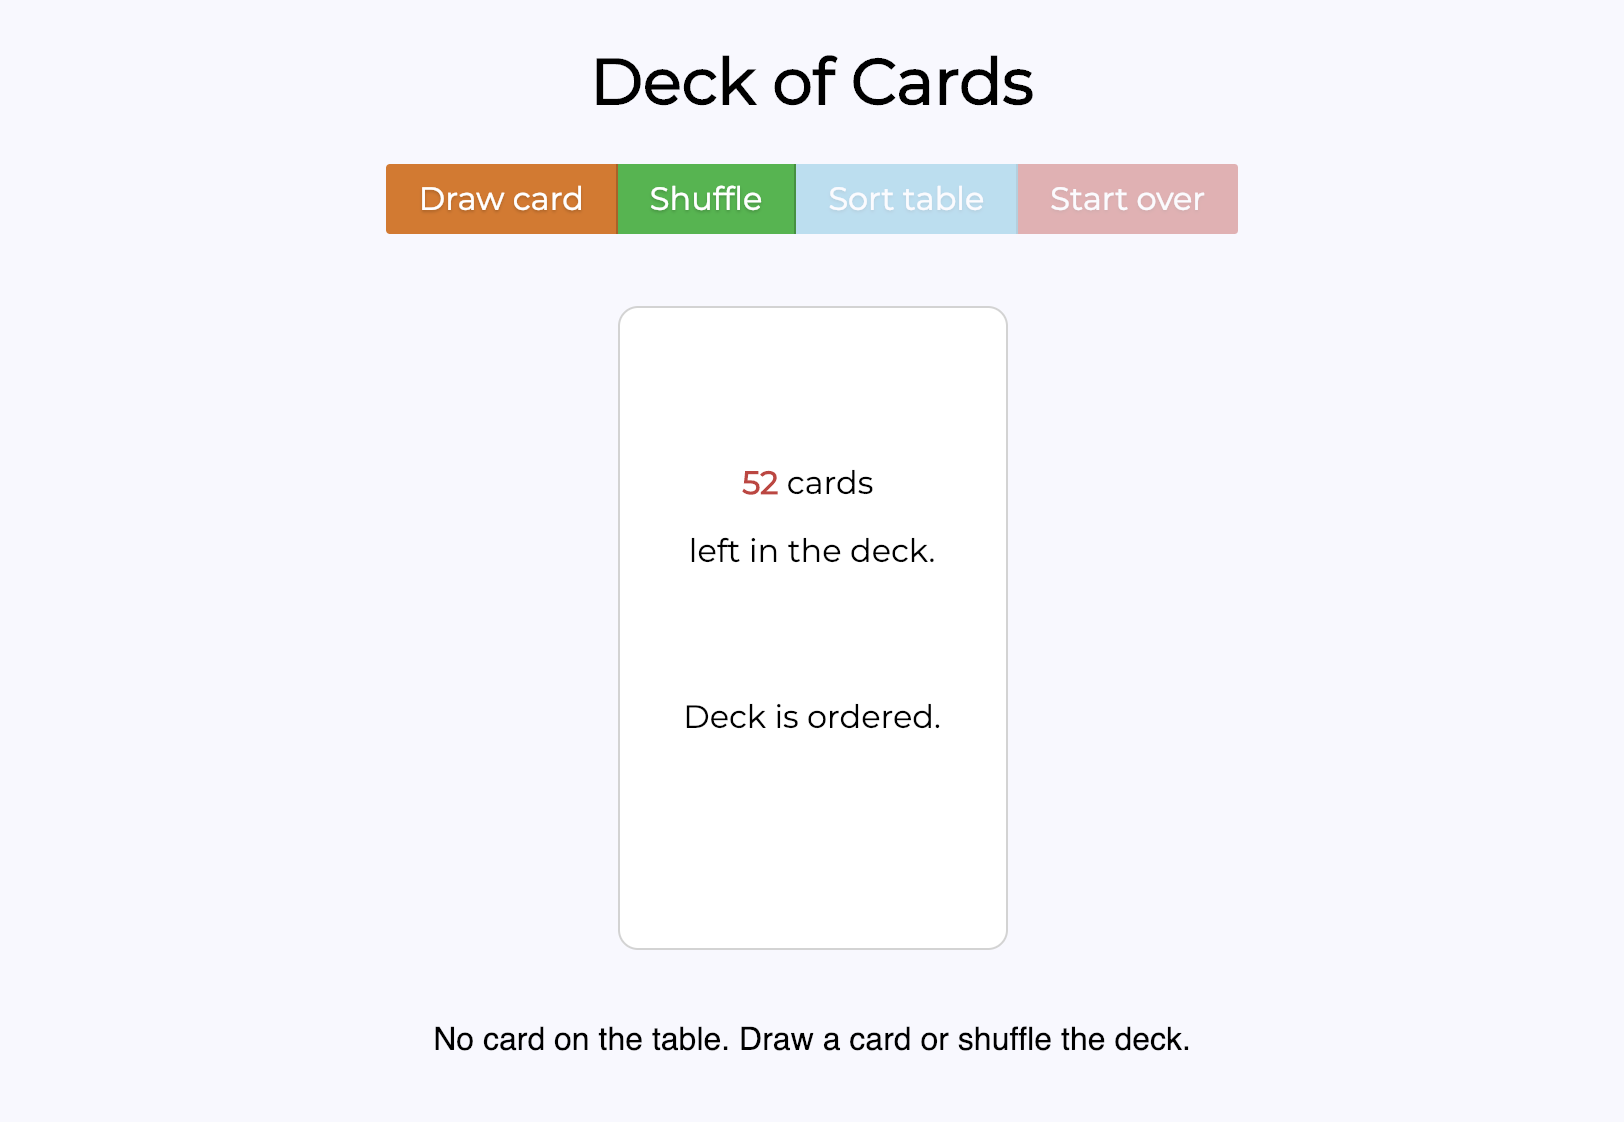 Deck of Cards
Draw card Shuffle Sort table Start over
52 cards
left in the deck.
Deck is ordered.
No card on the table. Draw a card or shuffle the deck.